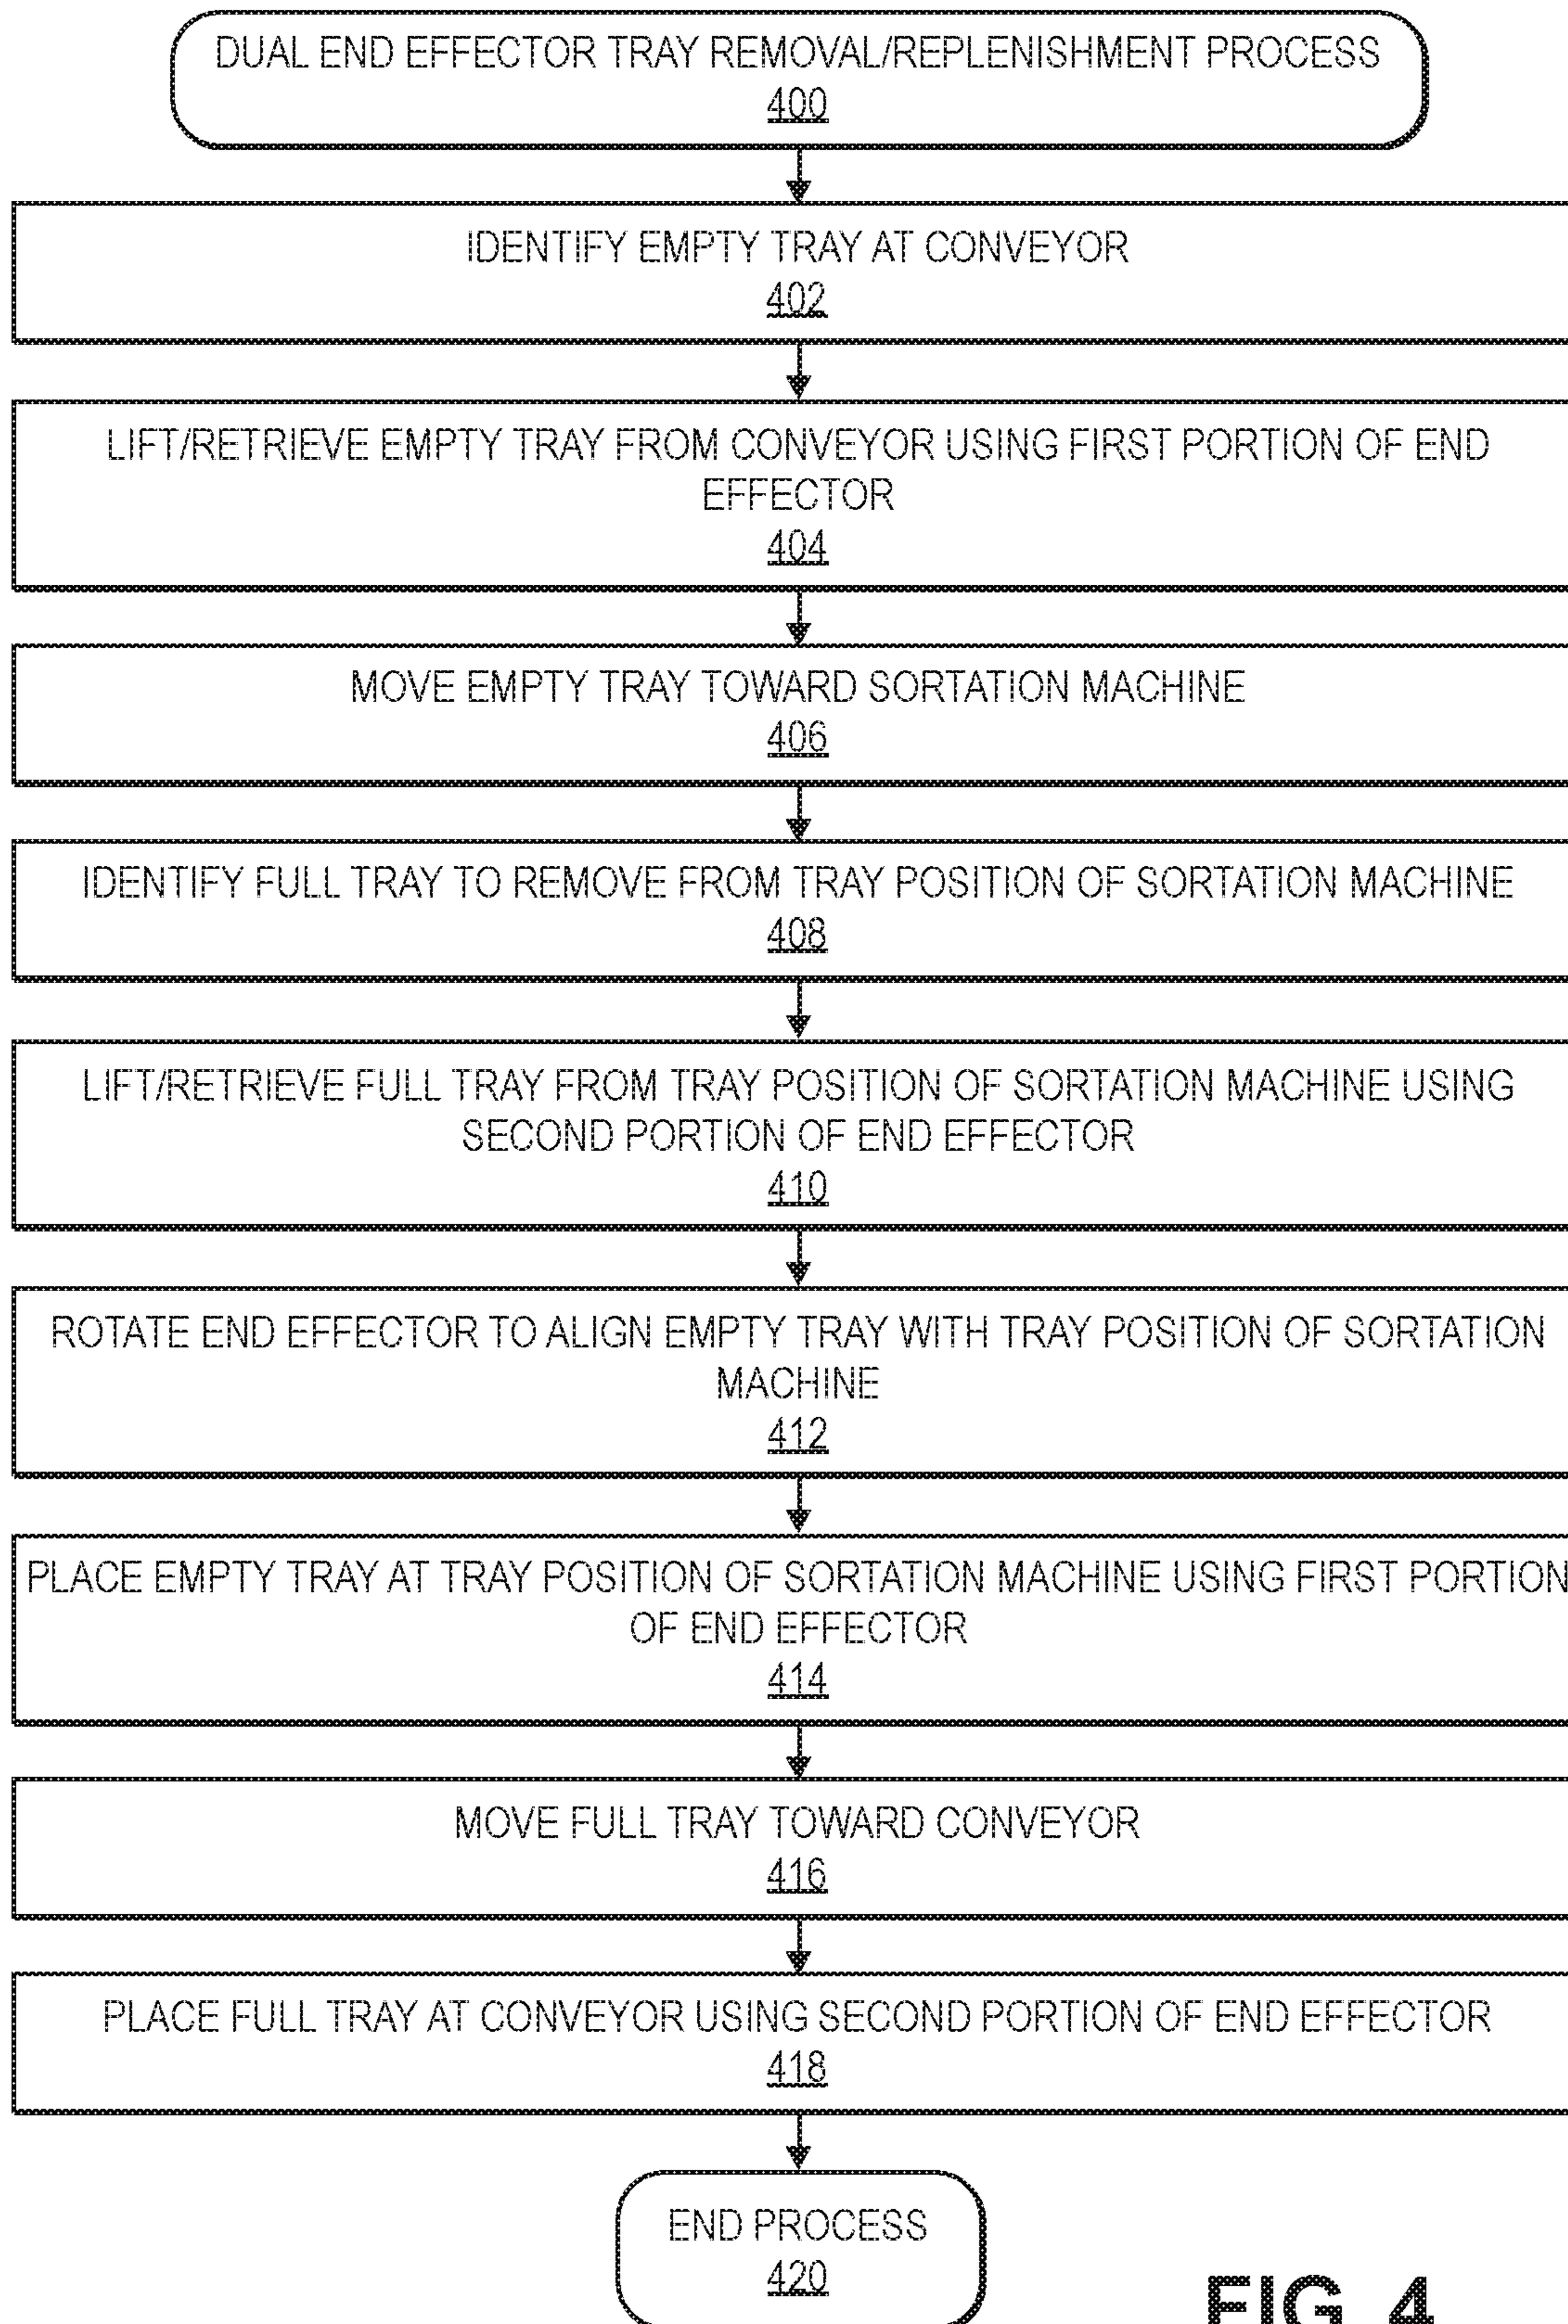 DUAL END EFFECTOR TRAY REMOVAL/REPLENISHMENT PROCESS
400
IDENTIFY EMPTY TRAY AT CONVEYOR
402
LIFT/RETRIEVE EMPTY TRAY FROM CONVEYOR USING FIRST PORTION OF END
EFFECTOR
404
MOVE EMPTY TRAY TOWARD SORTATION MACHINE
406
IDENTIFY FULL TRAY TO REMOVE FROM TRAY POSITION OF SORTATION MACHINE
408
LIFT/RETRIEVE FULL TRAY FROM TRAY POSITION OF SORTATION MACHINE USING
SECOND PORTION OF END EFFECTOR
410
ROTATE END EFFECTOR TO ALIGN EMPTY TRAY WITH TRAY POSITION OF SORTATION
MACHINE
412
PLACE EMPTY TRAY AT TRAY POSITION OF SORTATION MACHINE USING FIRST PORTION
OF END EFFECTOR
414
MOVE FULL TRAY TOWARD CONVEYOR
416
PLACE FULL TRAY AT CONVEYOR USING SECOND PORTION OF END EFFECTOR
418
END PROCESS
420
FIG. 4